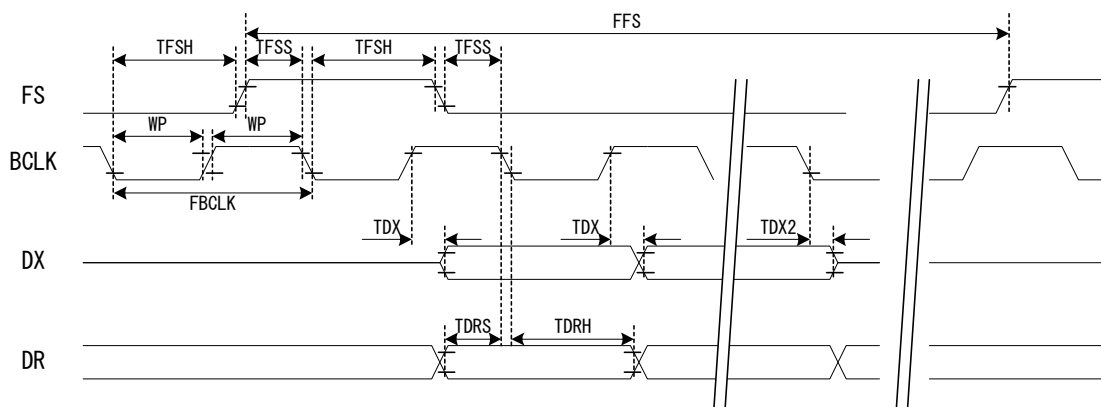 FFS
TFSH TFSS TFSH TFSS
FS
WP WP
BCLK
FBCLK
TDX TDX TDX2
DX
TDRS TDRH
DR